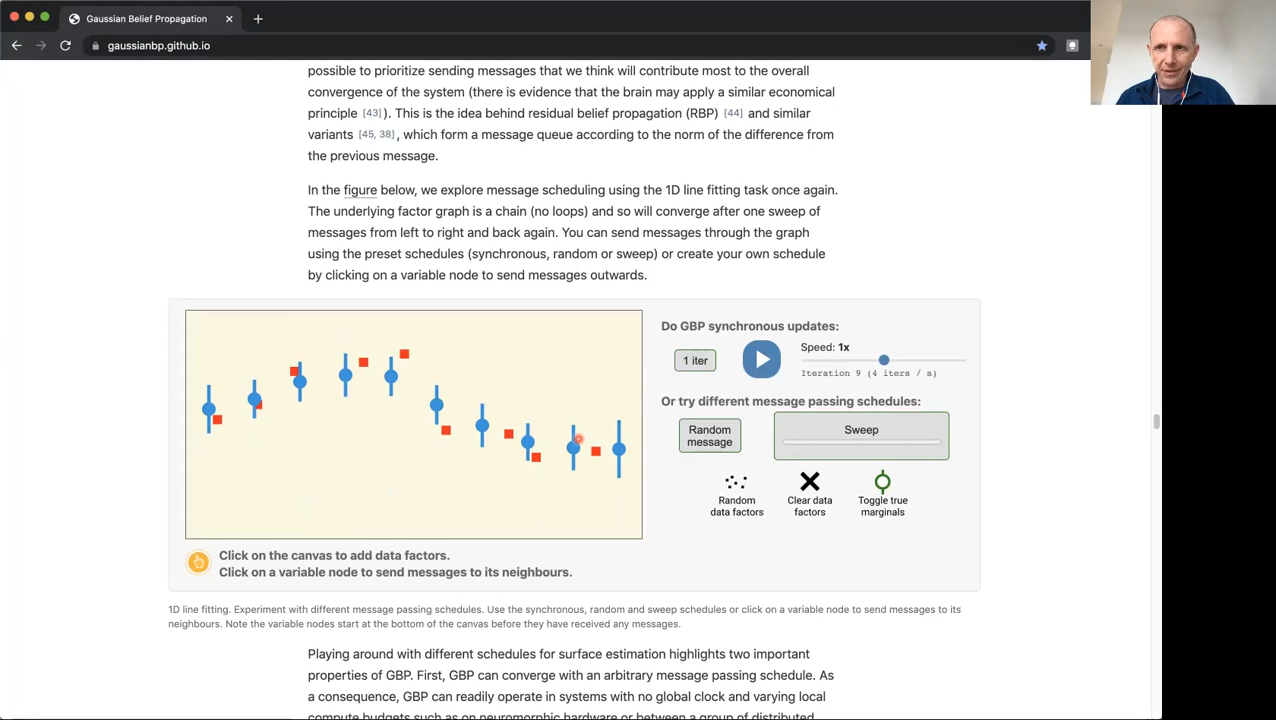 Gaussian Belief Propagation
gaussianbp.github.io
possible to prioritize sending messages that we think will contribute most to the overall
convergence of the system (there is evidence that the brain may apply a similar economical
principle [43]). This is the idea behind residual belief propagation (RBP) [44] and similar
variants [45, 38], which form a message queue according to the norm of the difference from
the previous message.
In the figure below, we explore message scheduling using the 1D line fitting task once again.
The underlying factor graph is a chain (no loops) and so will converge after one sweep of
messages from left to right and back again. You can send messages through the graph
using the preset schedules (synchronous, random or sweep) or create your own schedule
by clicking on a variable node to send messages outwards.
Do GBP synchronous updates:
1 iter
Speed: 1x
Iteration 9 (4 iters / s)
Or try different message passing schedules:
Random
message
Sweep
Random
data factors
Clear data
factors
Toggle true
marginals
Click on the canvas to add data factors.
Click on a variable node to send messages to its neighbours.
1D line fitting. Experiment with different message passing schedules. Use the synchronous, random and sweep schedules or click on a variable node to send messages to its
neighbours. Note the variable nodes start at the bottom of the canvas before they have received any messages.
Playing around with different schedules for surface estimation highlights two important
properties of GBP. First, GBP can converge with an arbitrary message passing schedule. As
a consequence, GBP can readily operate in systems with no global clock and varying local
compute budgets such as on neuromorphic hardware or between a group of distributed